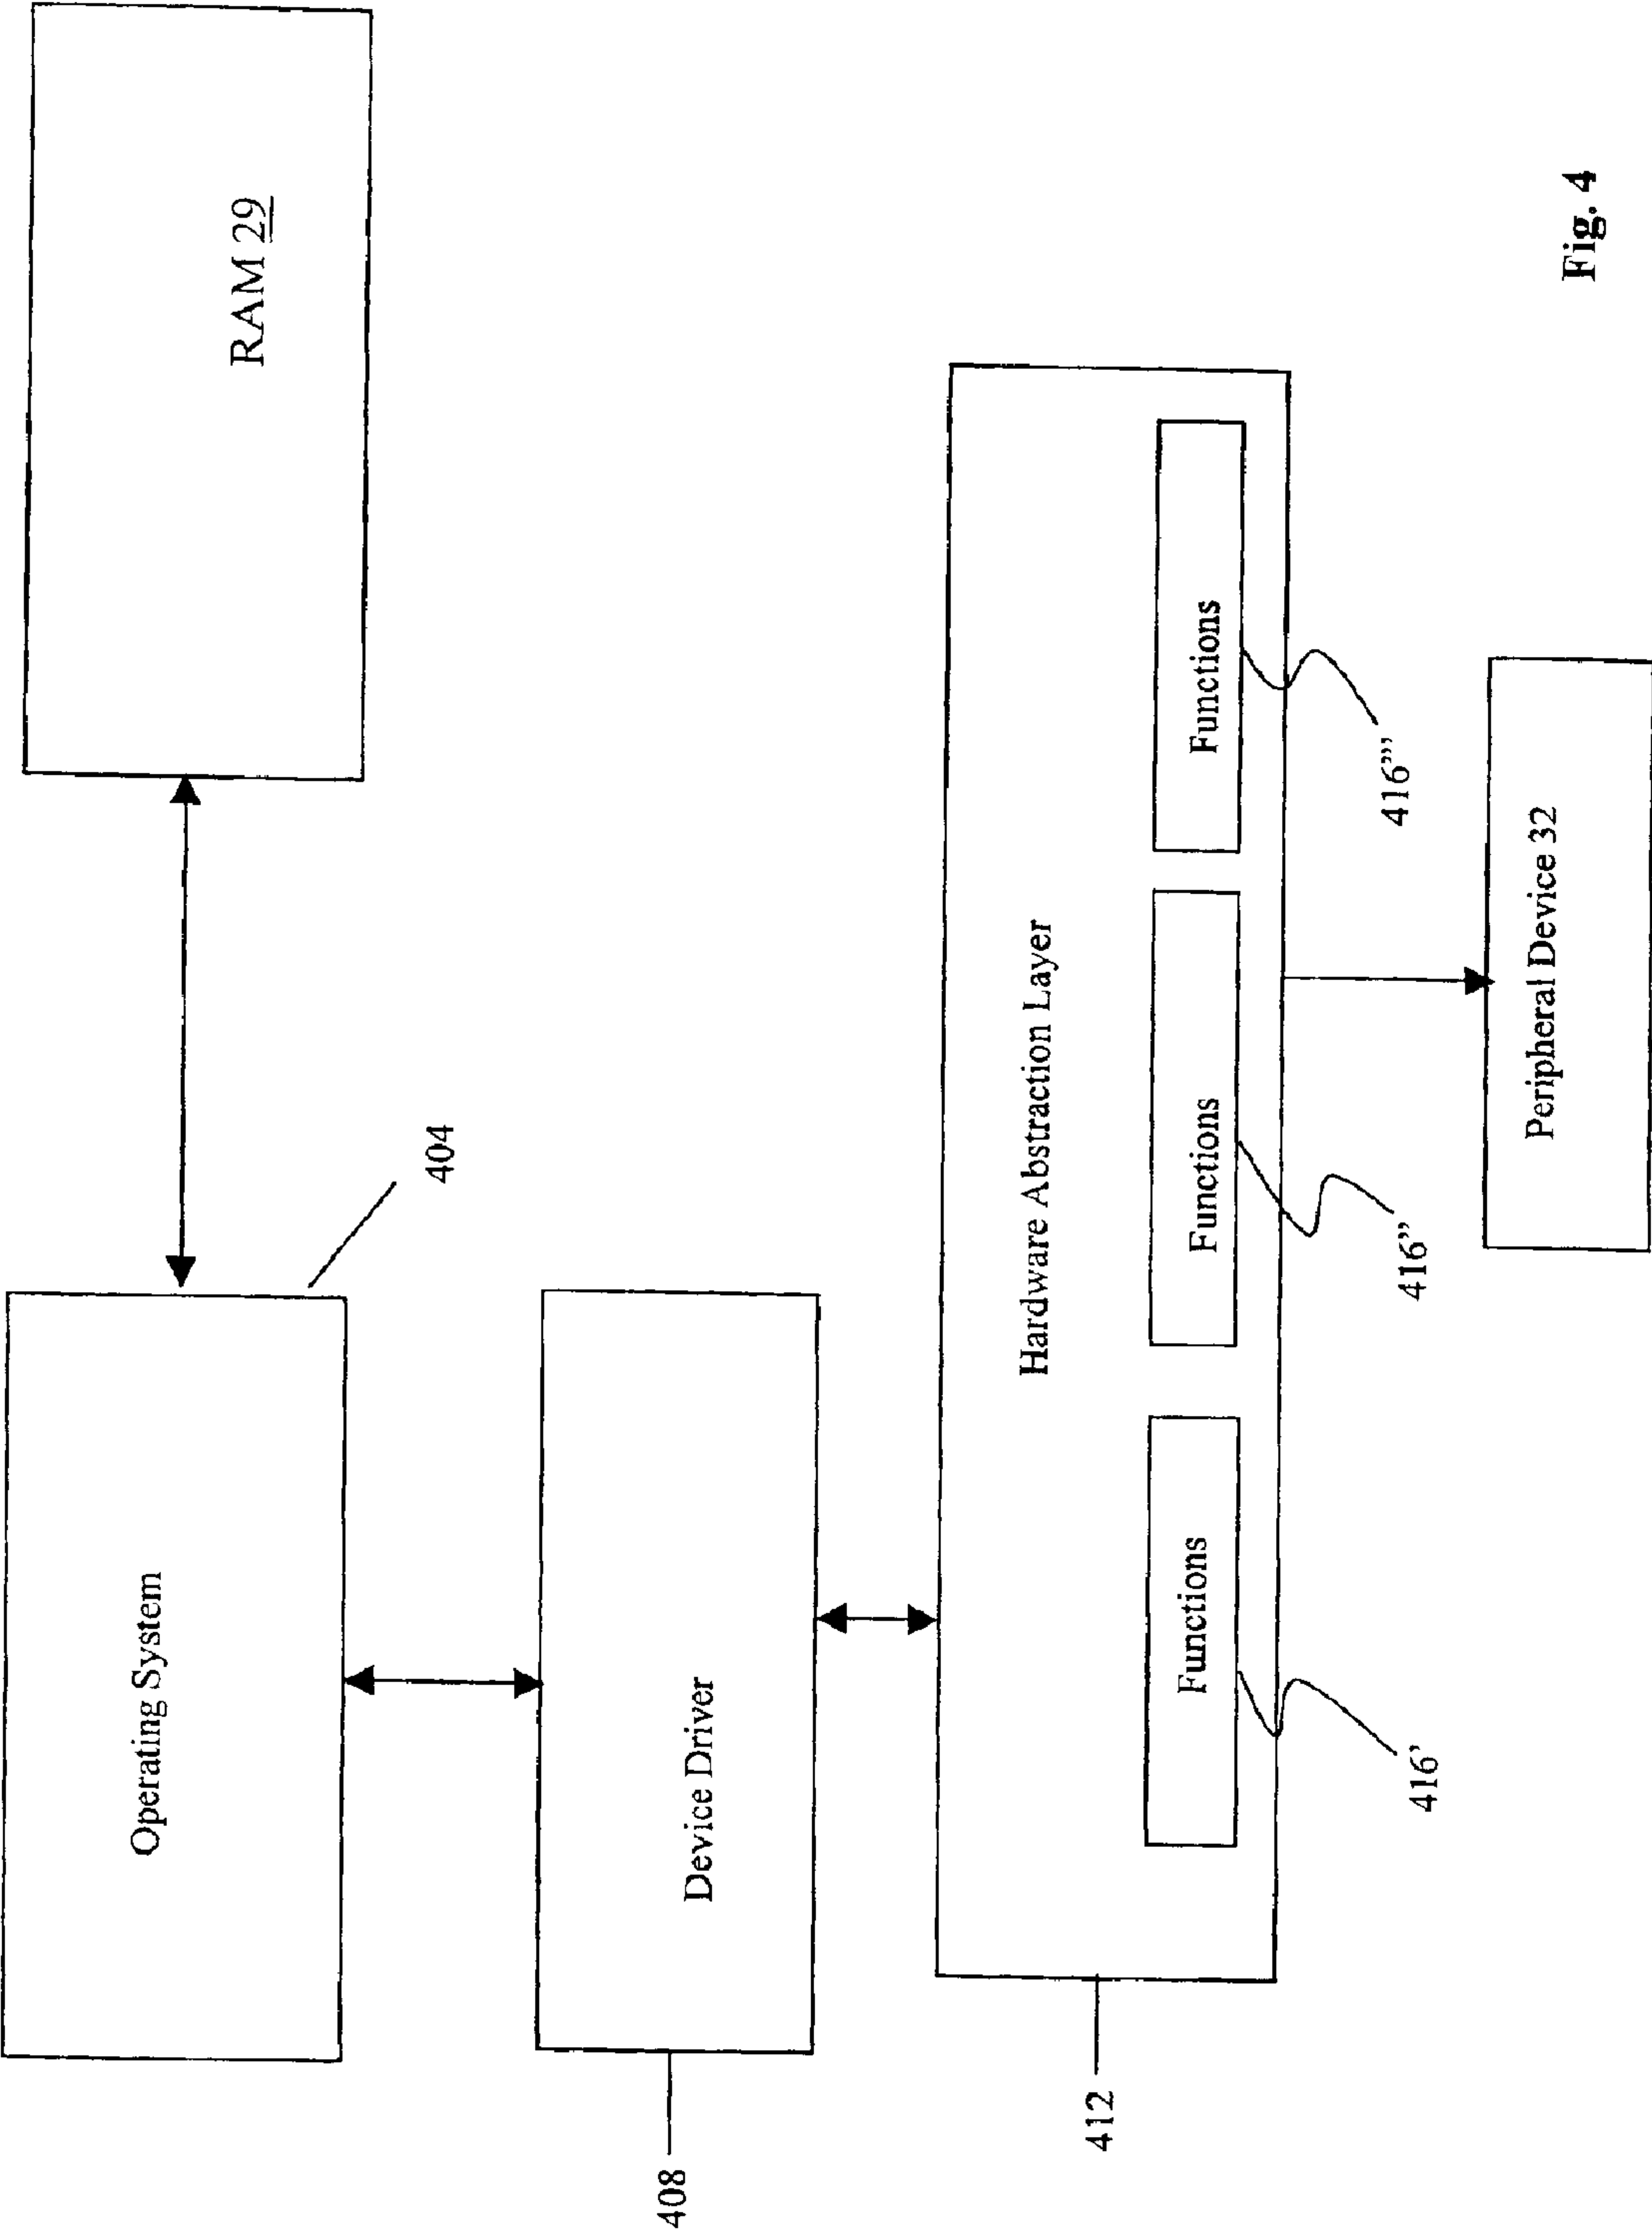 RAM 29
Operating System
404
Device Driver
408
Hardware Abstraction Layer
412
Functions
Functions
Functions
416'
416”
416”’
Peripheral Device 32
Fig. 4